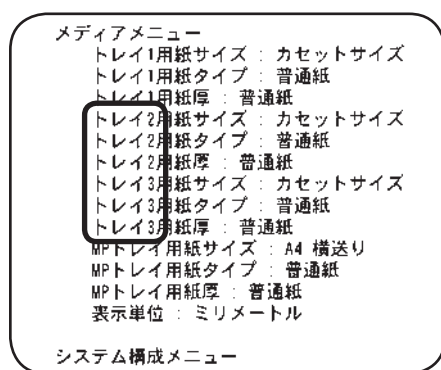 メディアメニュー
トレイ1用紙サイズ : カセットサイズ
トレイ1用紙タイプ : 普通紙
トレイ1用紙厚 : 普通紙
トレイ2用紙サイズ : カセットサイズ
トレイ2用紙タイプ : 普通紙
トレイ2用紙厚 : 普通紙
トレイ3用紙サイズ : カセットサイズ
トレイ3用紙タイプ : 普通紙
トレイ3用紙厚 : 普通紙
MPトレイ用紙サイズ : A4 横送り
MPトレイ用紙タイプ : 普通紙
MPトレイ用紙厚 : 普通紙
表示単位 : ミリメートル
システム構成メニュー